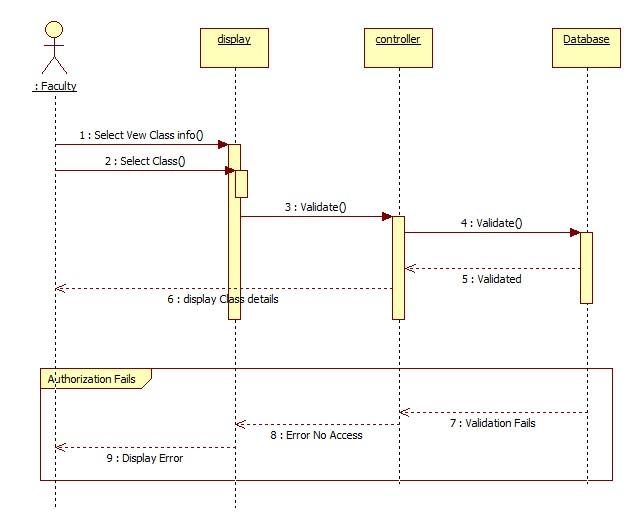 display
controller
Database
: Faculty
1 : Select Vew Class info()
2 : Select Class()
3 : Validate()
4 : Validate()
5 : Validated
6 : display Class details
Authorization Fails
7 : Validation Fails
8 : Error No Access
9 : Display Error